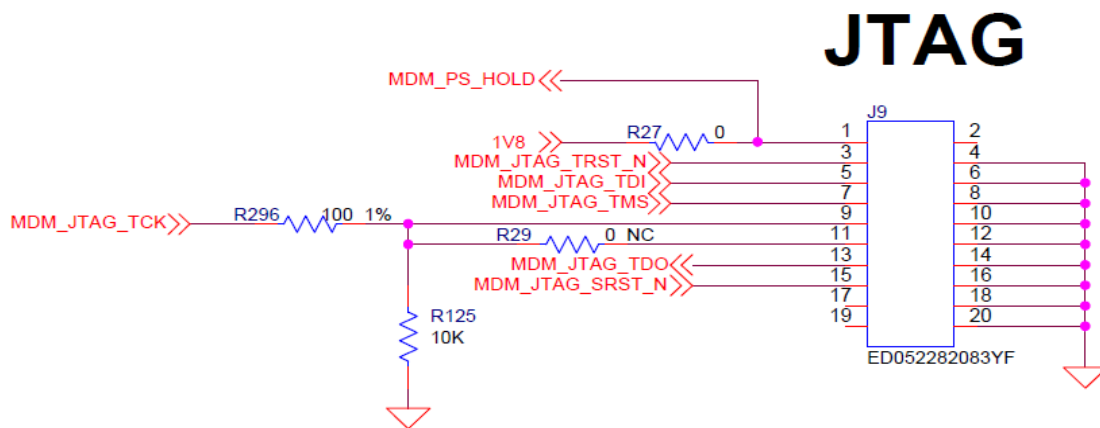 JTAG
MDM_PS_HOLD
J9
1V8 R27 0 1 2
MDM_JTAG_TRST_N 3 4
MDM_JTAG_TDI 5 6
MDM_JTAG_TMS 7 8
MDM_JTAG_TCK R296 100 1% 9 10
R29 0 NC 11 12
MDM_JTAG_TDO 13 14
MDM_JTAG_SRST_N 15 16
17 18
19 20
R125
10K
ED052282083YF